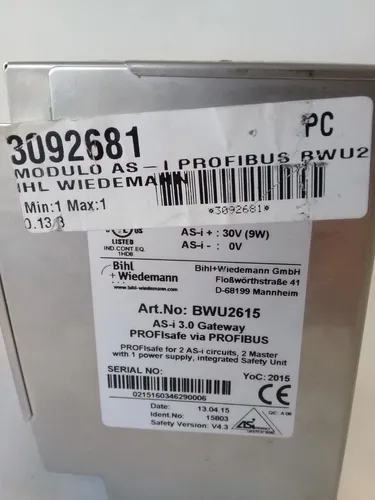 3092681
PC
MODULO AS-I PROFIBUS BWU2
IHL WIEDEMANN
Min:1 Max:1
0.13/3
*3092681*
UL US
LISTED
IND.CONT.EQ.
1HDB
AS-i + : 30V (9W)
AS-i - : 0V
Bihl
+ Wiedemann
www.bihl-wiedemann.com
Bihl+Wiedemann GmbH
Floßwörthstraße 41
D-68199 Mannheim
Art.No: BWU2615
AS-i 3.0 Gateway
PROFIsafe via PROFIBUS
PROFIsafe for 2 AS-i circuits, 2 Master
with 1 power supply, integrated Safety Unit
SERIAL NO:
YoC: 2015
0215160346290006
CE
Date: 13.04.15
Ident.No: 15803
Safety Version: V4.3